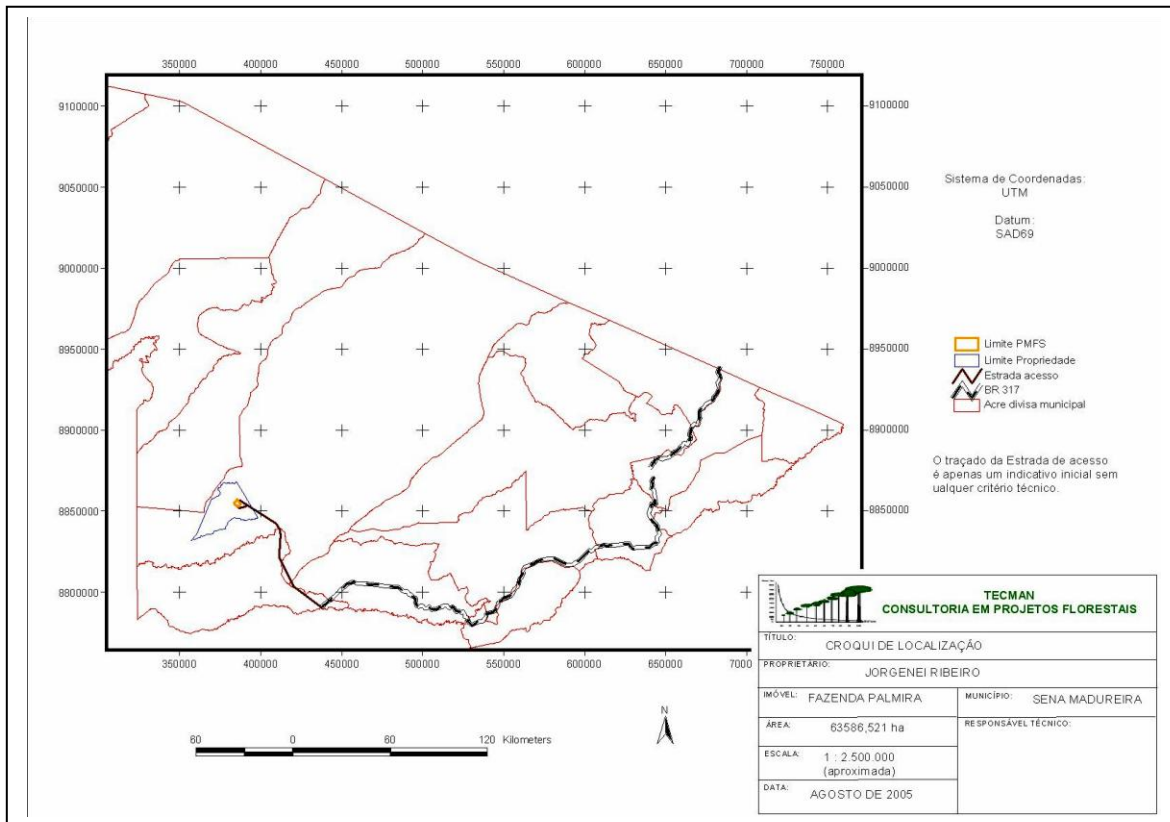 350000 400000 450000 500000 550000 600000 650000 700000 750000
9100000 9100000
9050000 9050000
9000000 9000000
8950000 8950000
8900000 8900000
8850000 8850000
8800000
350000 400000 450000 500000 550000 600000 650000 7000
Sistema de Coordenadas:
UTM
Datum:
SAD69
Limite PMFS
Limite Propriedade
Estrada acesso
BR 317
Acre divisa municipal
O traçado da Estrada de acesso
é apenas um indicativo inicial sem
ualquer critério técnico.
N
60 0 60 120 Kilometers
TECMAN
CONSULTORIA EM PROJETOS FLORESTAIS
TÍTULO:
CROQUI DE LOCALIZAÇÃO
PROPRIETÁRIO:
JORGENEI RIBEIRO
IMÓVEL: FAZENDA PALMIRA
MUNICÍPIO: SENA MADUREIRA
ÁREA: 63586,521 ha
RESPONSÁVEL TÉCNICO:
ESCALA: 1 : 2.500.000
(aproximada)
DATA: AGOSTO DE 2005